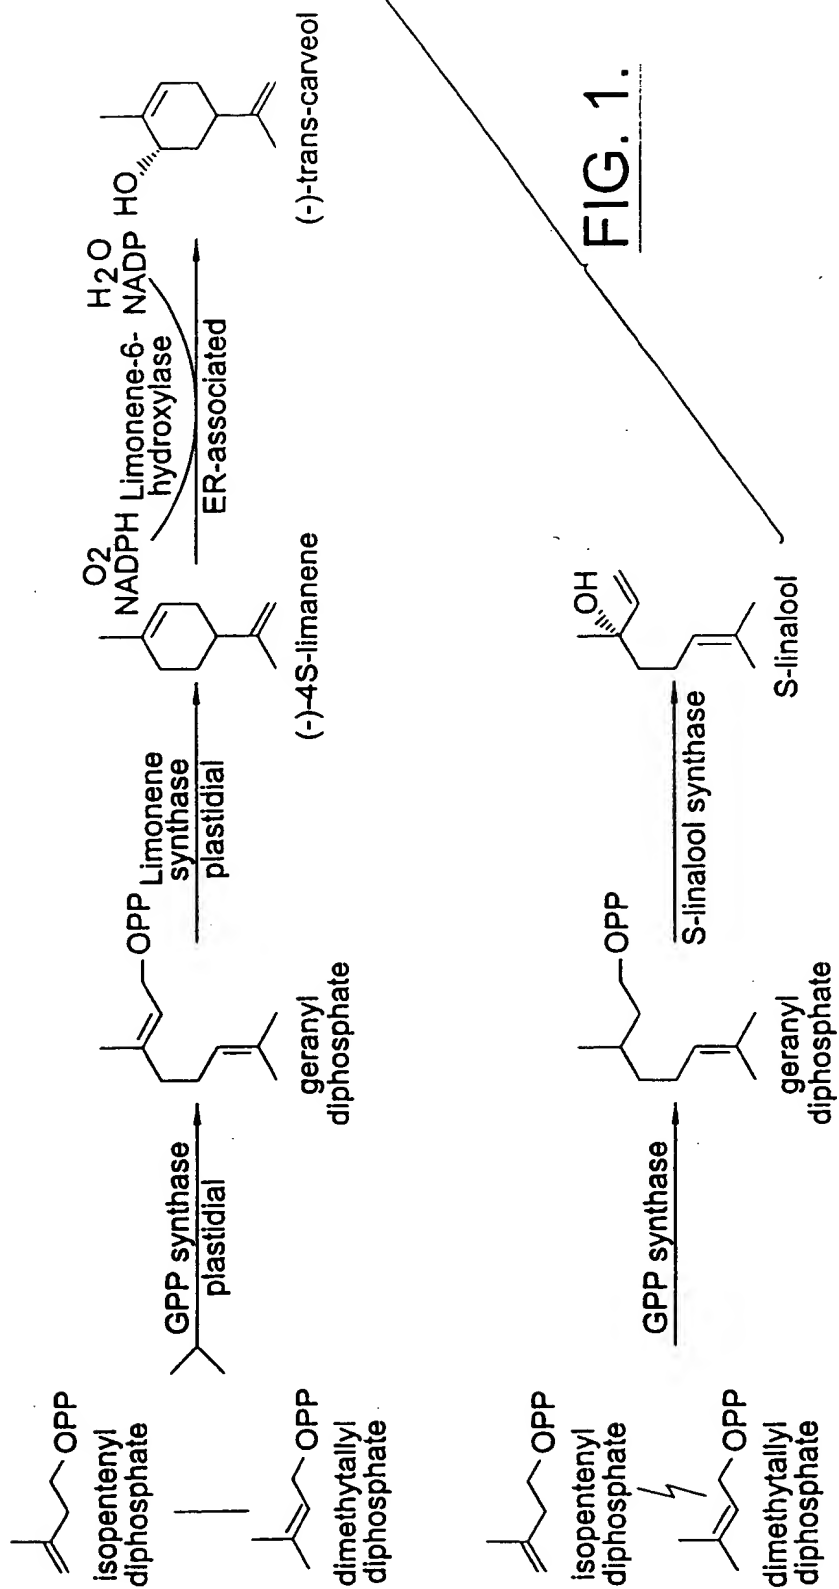 isopentenyl
diphosphate
OPP
dimethytallyl
diphosphate
OPP
GPP synthase
plastidial
geranyl
diphosphate
OPP
Limonene
synthase
plastidial
(-)-4S-limanene
O2
NADPH
Limonene-6-
hydroxylase
H2O
NADP
ER-associated
HO
(-)-trans-carveol
isopentenyl
diphosphate
OPP
dimethytallyl
diphosphate
OPP
GPP synthase
geranyl
diphosphate
OPP
S-linalool synthase
OH
S-linalool
FIG. 1.